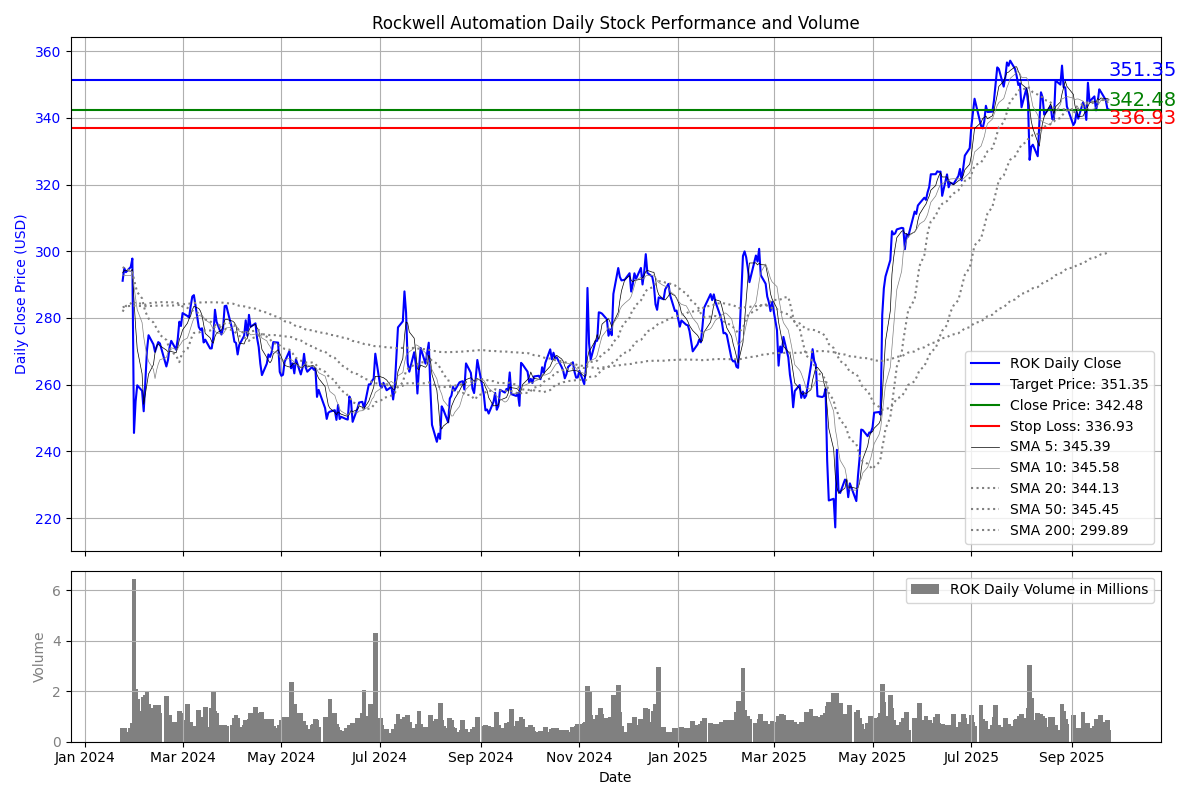 Rockwell Automation Daily Stock Performance and Volume
Daily Close Price (USD)
360
340
320
300
280
260
240
220
351.35
342.48
336.93
ROK Daily Close
Target Price: 351.35
Close Price: 342.48
Stop Loss: 336.93
SMA 5: 345.39
SMA 10: 345.58
SMA 20: 344.13
SMA 50: 345.45
SMA 200: 299.89
Volume
6
4
2
0
ROK Daily Volume in Millions
Jan 2024 Mar 2024 May 2024 Jul 2024 Sep 2024 Nov 2024 Jan 2025 Mar 2025 May 2025 Jul 2025 Sep 2025
Date